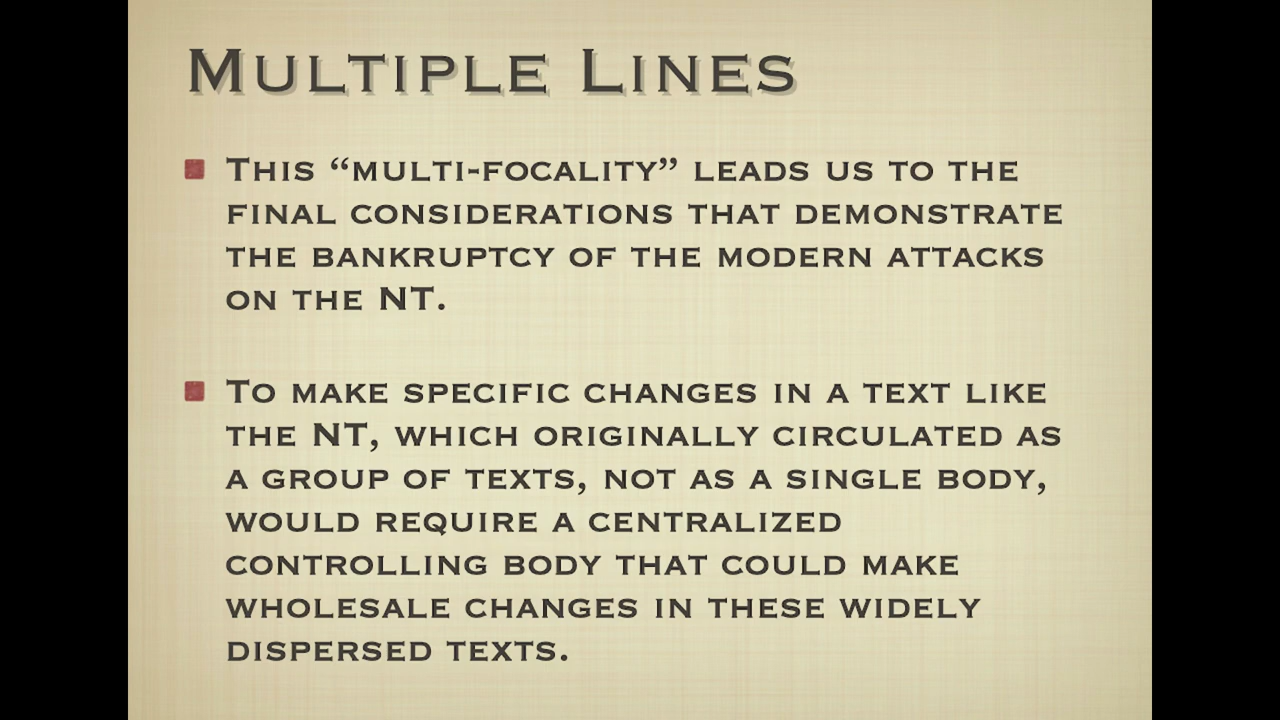 Multiple Lines
This “multi-focality” leads us to the
final considerations that demonstrate
the bankruptcy of the modern attacks
on the NT.
To make specific changes in a text like
the NT, which originally circulated as
a group of texts, not as a single body,
would require a centralized
controlling body that could make
wholesale changes in these widely
dispersed texts.